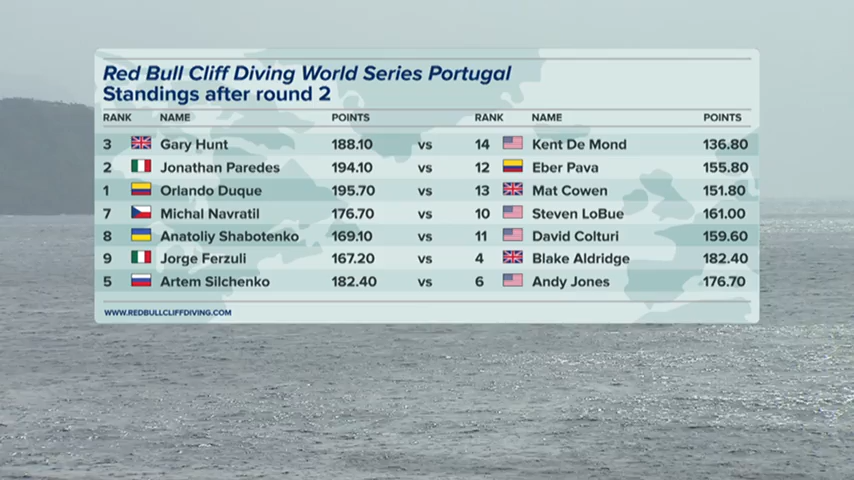 Red Bull Cliff Diving World Series Portugal
Standings after round 2
RANK NAME POINTS RANK NAME POINTS
3 Gary Hunt 188.10 vs 14 Kent De Mond 136.80
2 Jonathan Paredes 194.10 vs 12 Eber Pava 155.80
1 Orlando Duque 195.70 vs 13 Mat Cowen 151.80
7 Michal Navratil 176.70 vs 10 Steven LoBue 161.00
8 Anatoliy Shabotenko 169.10 vs 11 David Colturi 159.60
9 Jorge Ferzuli 167.20 vs 4 Blake Aldridge 182.40
5 Artem Silchenko 182.40 vs 6 Andy Jones 176.70
WWW.REDBULLCLIFFDIVING.COM